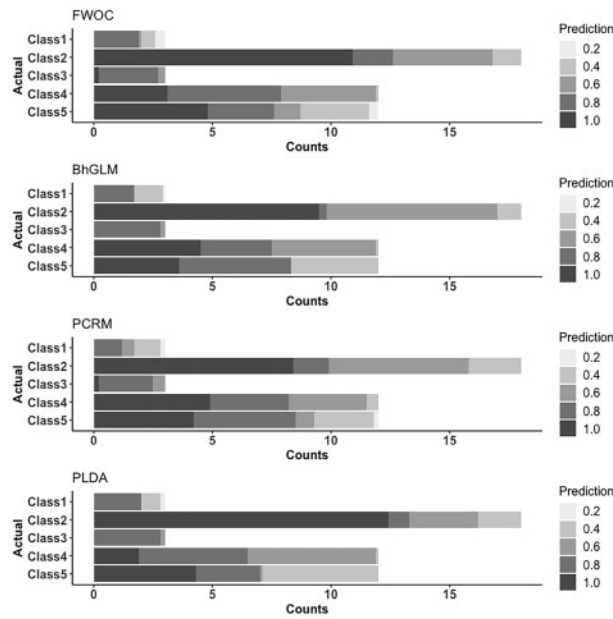 FWOC
Actual
Class1
Class2
Class3
Class4
Class5
0 5 10 15
Counts
Prediction
0.2
0.4
0.6
0.8
1.0
BhGLM
Actual
Class1
Class2
Class3
Class4
Class5
0 5 10 15
Counts
Prediction
0.2
0.4
0.6
0.8
1.0
PCRM
Actual
Class1
Class2
Class3
Class4
Class5
0 5 10 15
Counts
Prediction
0.2
0.4
0.6
0.8
1.0
PLDA
Actual
Class1
Class2
Class3
Class4
Class5
0 5 10 15
Counts
Prediction
0.2
0.4
0.6
0.8
1.0